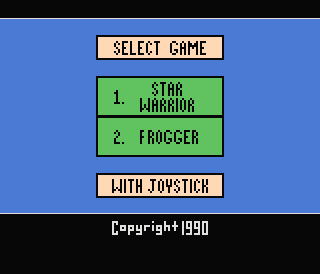 SELECT GAME
1. STAR
WARRIOR
2. FROGGER
WITH JOYSTICK
Copyright 1990